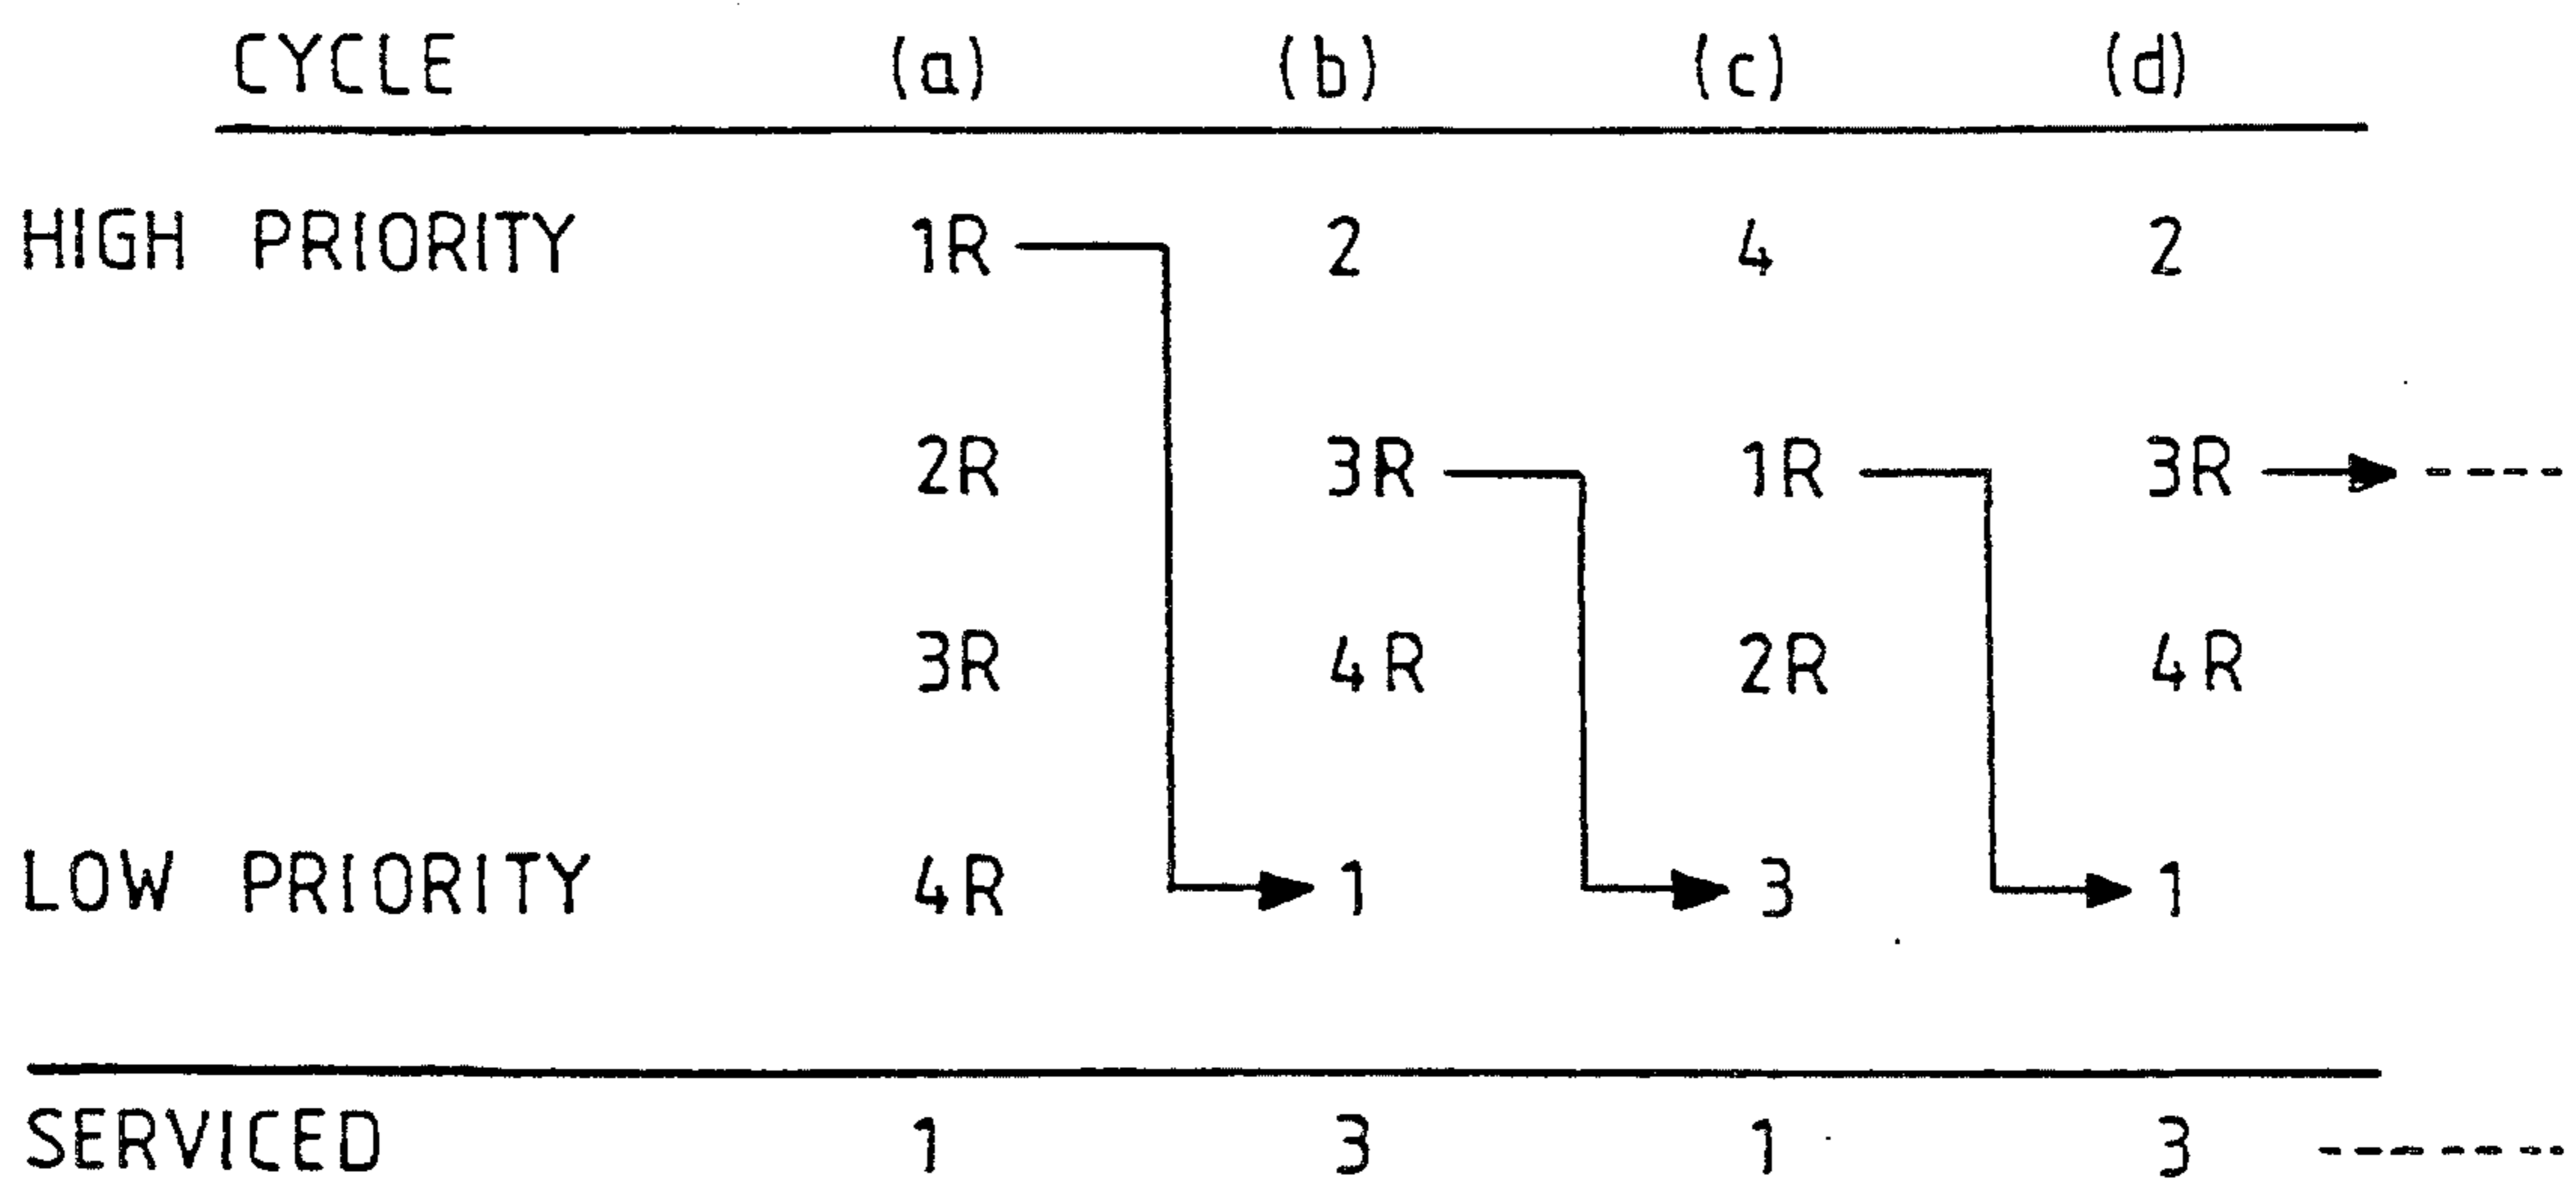 CYCLE (a) (b) (c) (d)
HIGH PRIORITY 1R 2 4 2
2R 3R 1R 3R
3R 4R 2R 4R
LOW PRIORITY 4R 1 3 1
SERVICED 1 3 1 3